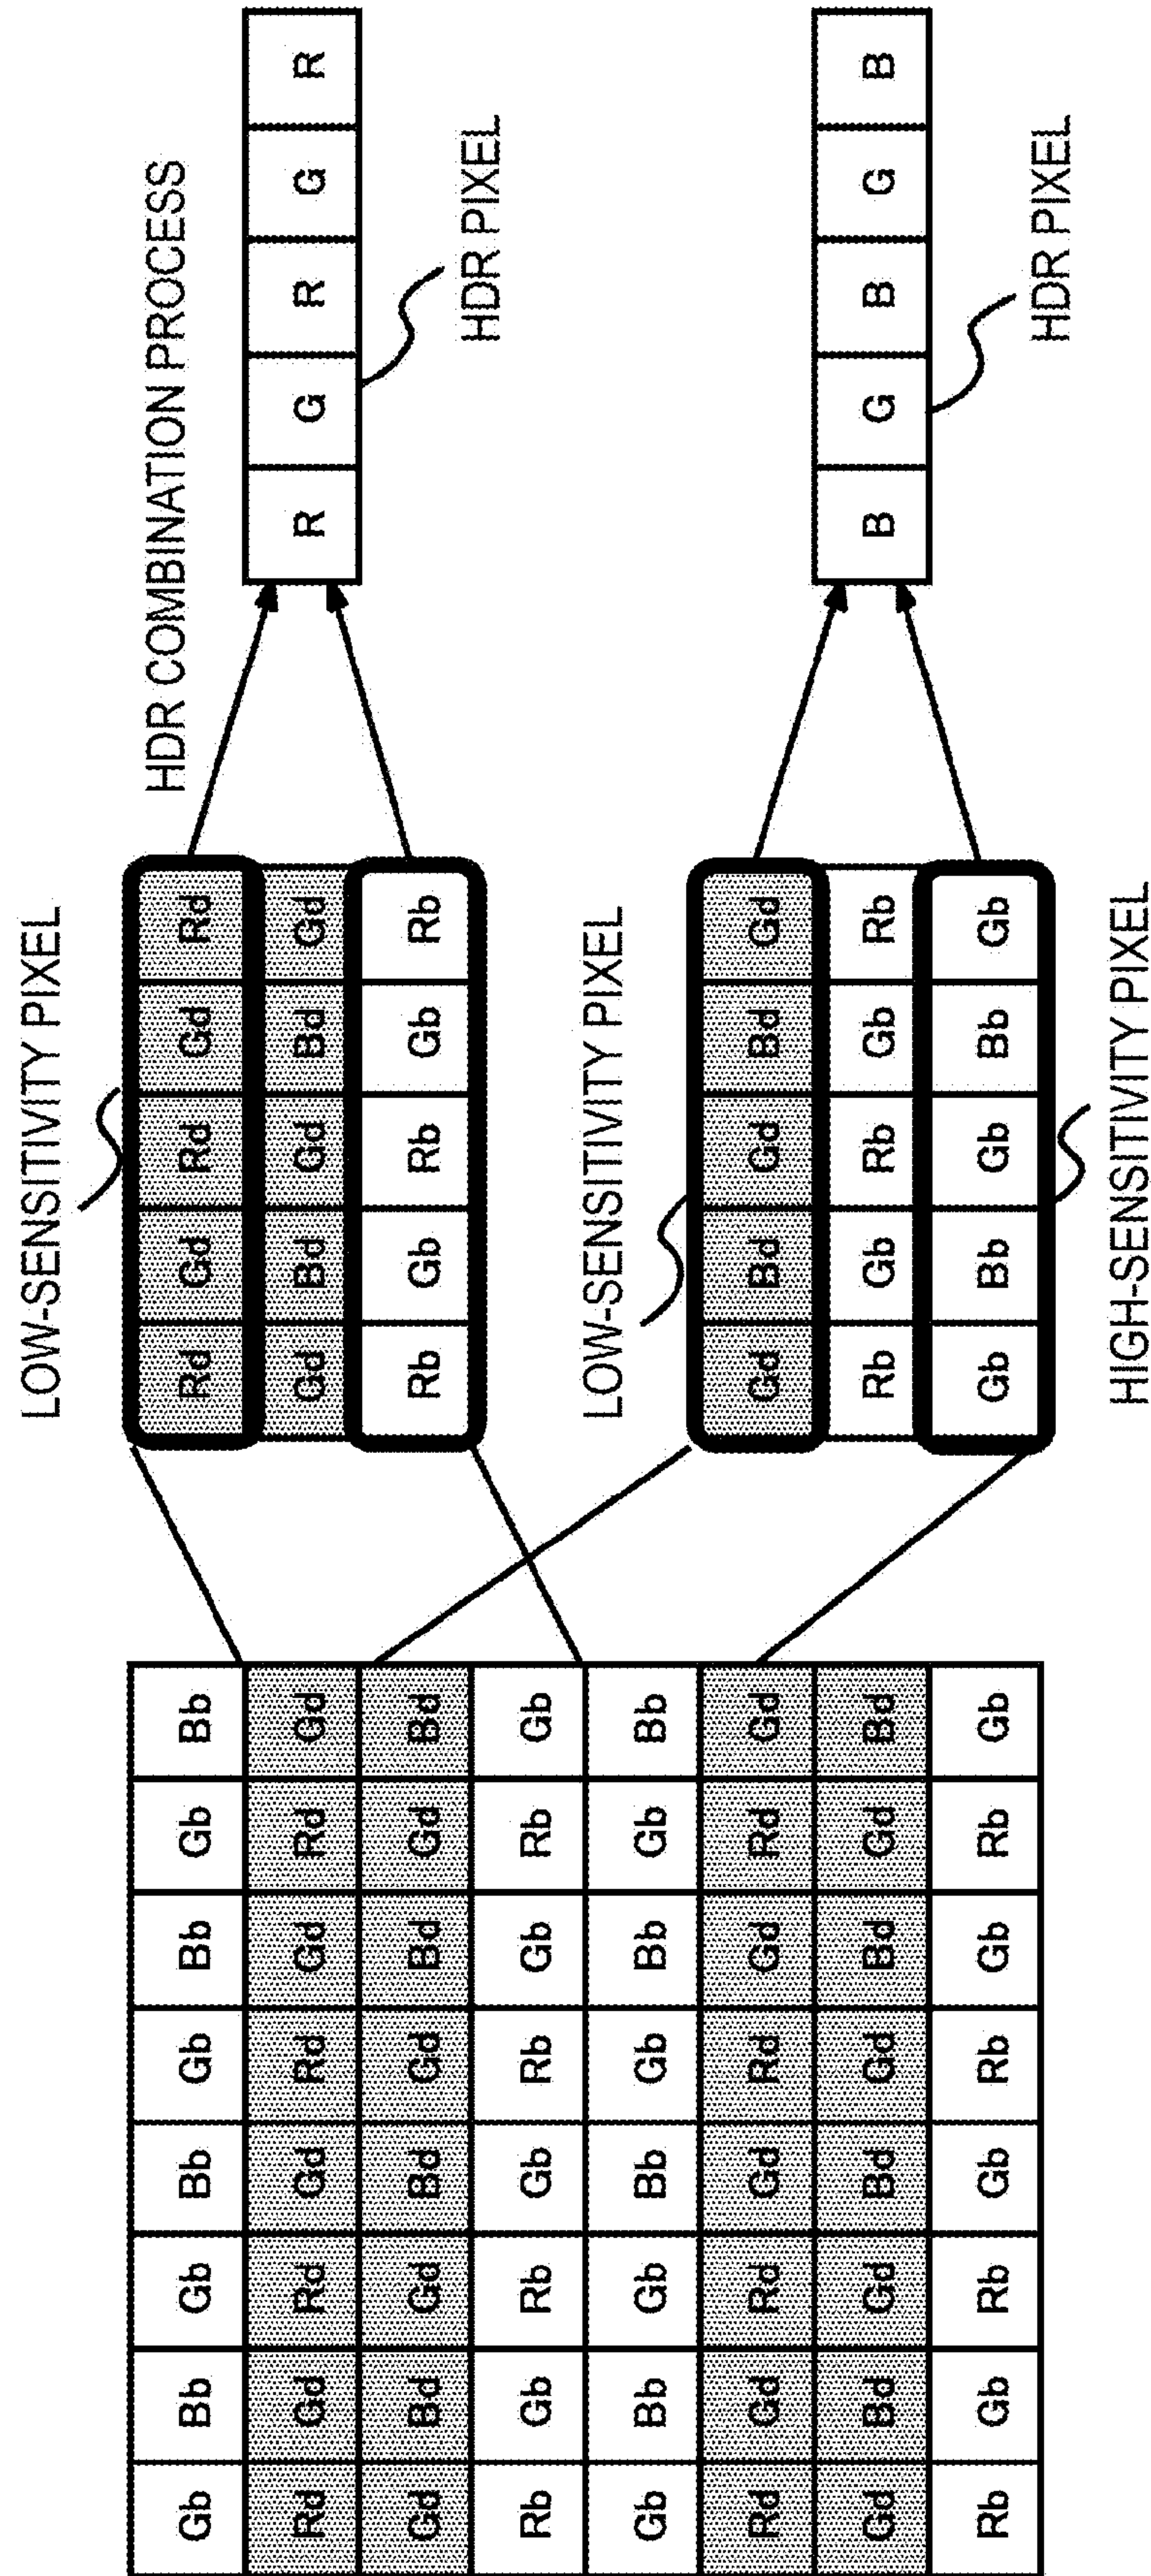 Gb Bb Gb Bb Gb Bb Gb Bb
Rd Gd Rd Gd Rd Gd Rd Gd
Gd Bd Gd Bd Gd Bd Gd Bd
Rb Gb Rb Gb Rb Gb Rb Gb
Gb Bb Gb Bb Gb Bb Gb Bb
Rd Gd Rd Gd Rd Gd Rd Gd
Gd Bd Gd Bd Gd Bd Gd Bd
Rb Gb Rb Gb Rb Gb Rb Gb
LOW-SENSITIVITY PIXEL
Rd Gd Rd Gd Rd
Gd Bd Gd Bd Gd
Rb Gb Rb Gb Rb
LOW-SENSITIVITY PIXEL
Gd Bd Gd Bd Gd
Rb Gb Rb Gb Rb
Gb Bb Gb Bb Gb
HIGH-SENSITIVITY PIXEL
HDR COMBINATION PROCESS
R G R G R
HDR PIXEL
B G B G B
HDR PIXEL